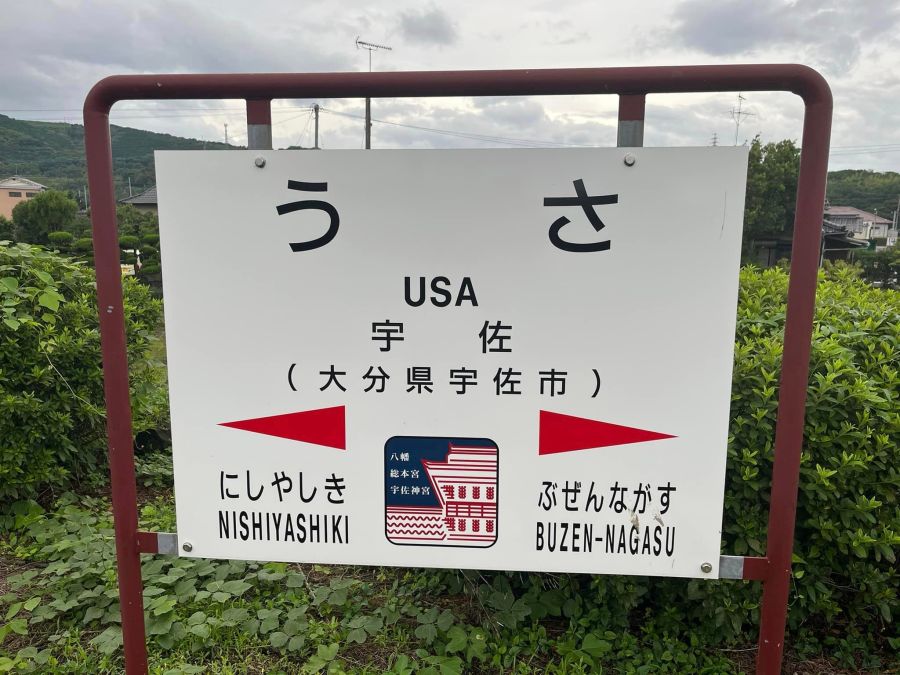 うさ
USA
宇佐
(大分県宇佐市)
にしやしき
NISHIYASHIKI
八幡
総本宮
宇佐神宮
ぶぜんながす
BUZEN-NAGASU